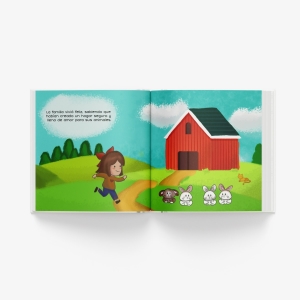 La familia vivió feliz, sabiendo que
habían creado un hogar seguro y
lleno de amor para sus animales.